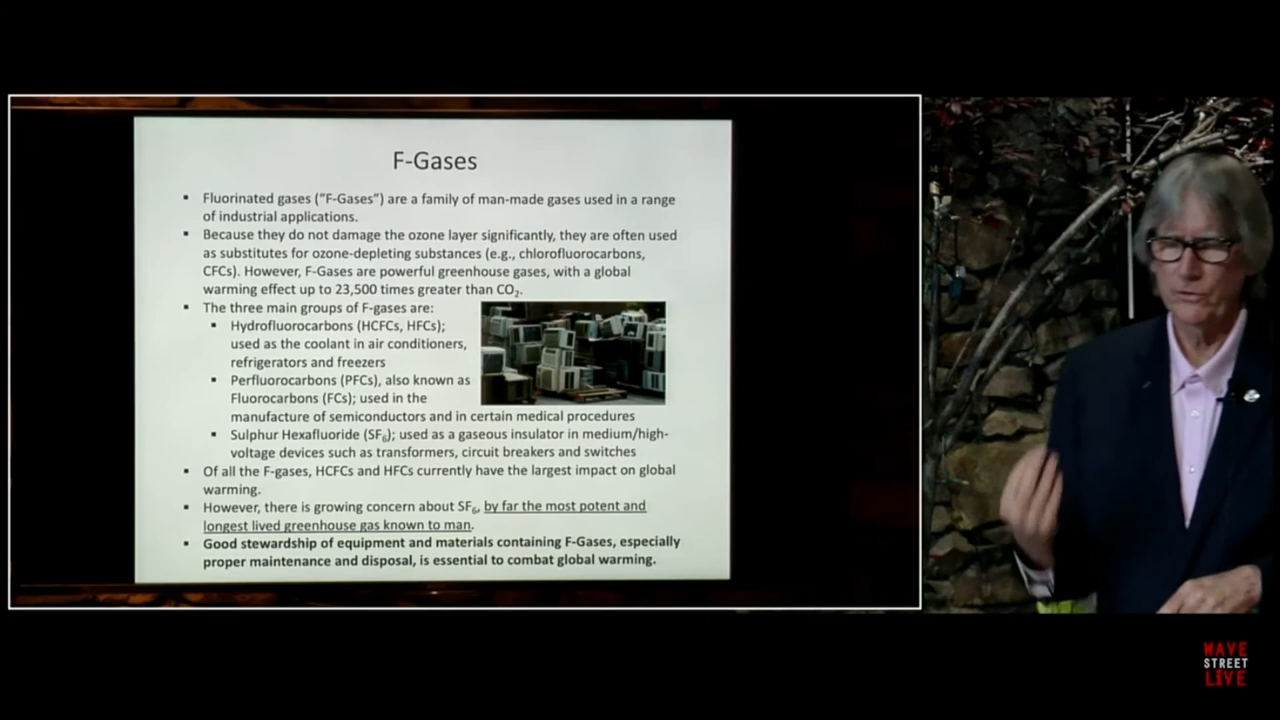 F-Gases
▪ Fluorinated gases (“F-Gases”) are a family of man-made gases used in a range
of industrial applications.
▪ Because they do not damage the ozone layer significantly, they are often used
as substitutes for ozone-depleting substances (e.g., chlorofluorocarbons,
CFCs). However, F-Gases are powerful greenhouse gases, with a global
warming effect up to 23,500 times greater than CO₂.
▪ The three main groups of F-gases are:
▪ Hydrofluorocarbons (HCFCs, HFCs);
used as the coolant in air conditioners,
refrigerators and freezers
▪ Perfluorocarbons (PFCs), also known as
Fluorocarbons (FCs); used in the
manufacture of semiconductors and in certain medical procedures
▪ Sulphur Hexafluoride (SF₆); used as a gaseous insulator in medium/high-
voltage devices such as transformers, circuit breakers and switches
▪ Of all the F-gases, HCFCs and HFCs currently have the largest impact on global
warming.
▪ However, there is growing concern about SF₆, by far the most potent and
longest lived greenhouse gas known to man.
▪ Good stewardship of equipment and materials containing F-Gases, especially
proper maintenance and disposal, is essential to combat global warming.
WAVE
STREET
LIVE